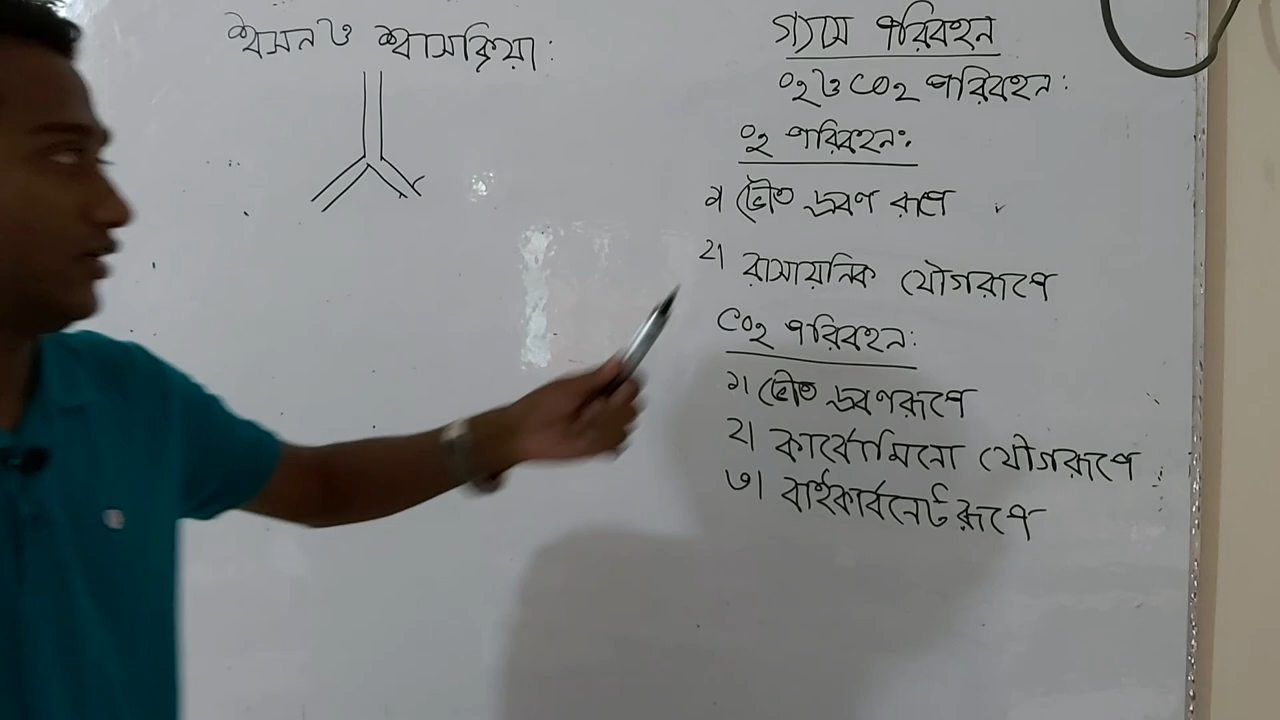 শ্বসন ও শ্বাসক্রিয়া:
গ্যাস পরিবহন
O₂ ও CO₂ পরিবহন:
O₂ পরিবহন:
১। ভৌত দ্রবণ রূপে
২। রাসায়নিক যৌগরূপে
CO₂ পরিবহন:
১। ভৌত দ্রবণরূপে
২। কার্বোমিনো যৌগরূপে
৩। বাইকার্বনেট রূপে